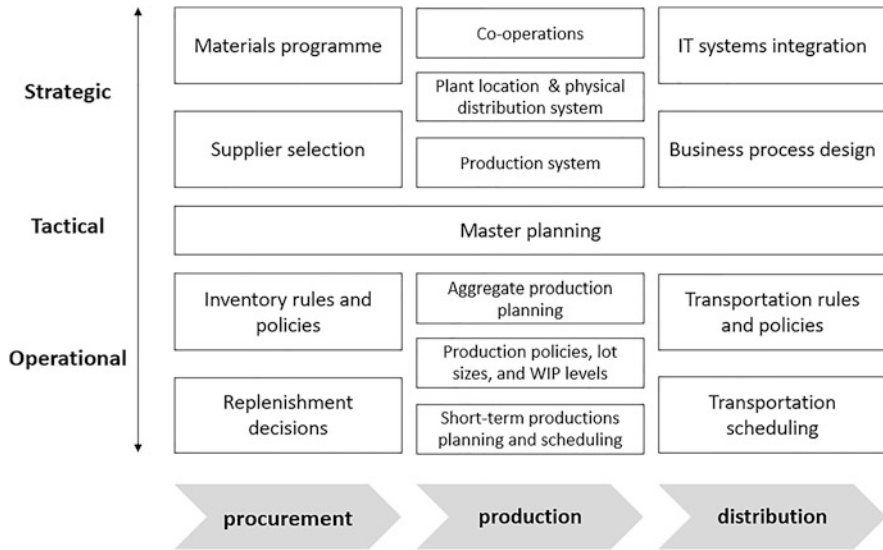 Strategic
Materials programme
Co-operations
IT systems integration
Plant location & physical
distribution system
Supplier selection
Production system
Business process design
Tactical
Master planning
Operational
Inventory rules and
policies
Aggregate production
planning
Transportation rules
and policies
Production policies, lot
sizes, and WIP levels
Replenishment
decisions
Short-term productions
planning and scheduling
Transportation
scheduling
procurement
production
distribution